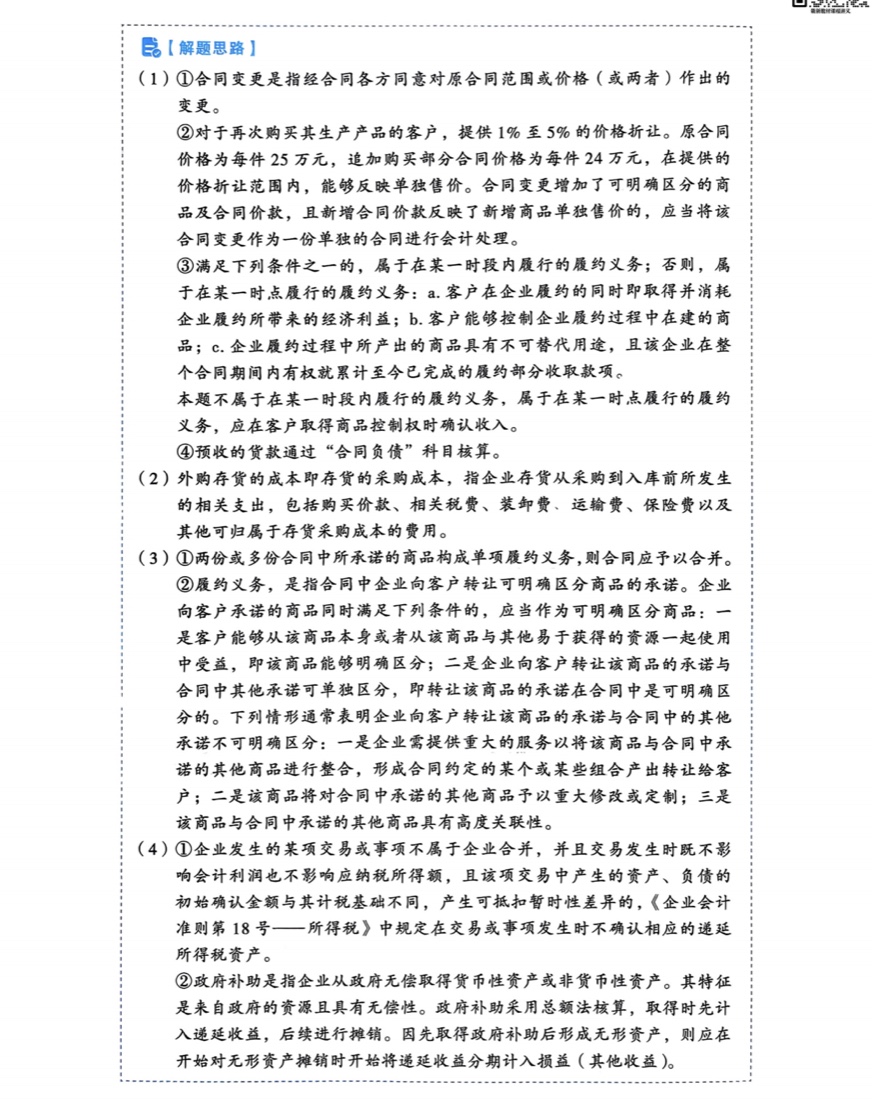 【解题思路】
（1）①合同变更是指经合同各方同意对原合同范围或价格（或两者）作出的
变更。
②对于再次购买其生产产品的客户，提供 1% 至 5% 的价格折让。原合同
价格为每件 25 万元，追加购买部分合同价格为每件 24 万元，在提供的
价格折让范围内，能够反映单独售价。合同变更增加了可明确区分的商
品及合同价款，且新增合同价款反映了新增商品单独售价的，应当将该
合同变更作为一份单独的合同进行会计处理。
③满足下列条件之一的，属于在某一时段内履行的履约义务；否则，属
于在某一时点履行的履约义务：a. 客户在企业履约的同时即取得并消耗
企业履约所带来的经济利益；b. 客户能够控制企业履约过程中在建的商
品；c. 企业履约过程中所产出的商品具有不可替代用途，且该企业在整
个合同期间内有权就累计至今已完成的履约部分收取款项。
本题不属于在某一时段内履行的履约义务，属于在某一时点履行的履约
义务，应在客户取得商品控制权时确认收入。
④预收的货款通过“合同负债”科目核算。
（2）外购存货的成本即存货的采购成本，指企业存货从采购到入库前所发生
的相关支出，包括购买价款、相关税费、装卸费、运输费、保险费以及
其他可归属于存货采购成本的费用。
（3）①两份或多份合同中所承诺的商品构成单项履约义务，则合同应予以合并。
②履约义务，是指合同中企业向客户转让可明确区分商品的承诺。企业
向客户承诺的商品同时满足下列条件的，应当作为可明确区分商品：一
是客户能够从该商品本身或者从该商品与其他易于获得的资源一起使用
中受益，即该商品能够明确区分；二是企业向客户转让该商品的承诺与
合同中其他承诺可单独区分，即转让该商品的承诺在合同中是可明确区
分的。下列情形通常表明企业向客户转让该商品的承诺与合同中的其他
承诺不可明确区分：一是企业需提供重大的服务以将该商品与合同中承
诺的其他商品进行整合，形成合同约定的某个或某些组合产出转让给客
户；二是该商品将对合同中承诺的其他商品予以重大修改或定制；三是
该商品与合同中承诺的其他商品具有高度关联性。
（4）①企业发生的某项交易或事项不属于企业合并，并且交易发生时既不影
响会计利润也不影响应纳税所得额，且该项交易中产生的资产、负债的
初始确认金额与其计税基础不同，产生可抵扣暂时性差异的，《企业会计
准则第 18 号——所得税》中规定在交易或事项发生时不确认相应的递延
所得税资产。
②政府补助是指企业从政府无偿取得货币性资产或非货币性资产。其特征
是来自政府的资源且具有无偿性。政府补助采用总额法核算，取得时先计
入递延收益，后续进行摊销。因先取得政府补助后形成无形资产，则应在
开始对无形资产摊销时开始将递延收益分期计入损益（其他收益）。